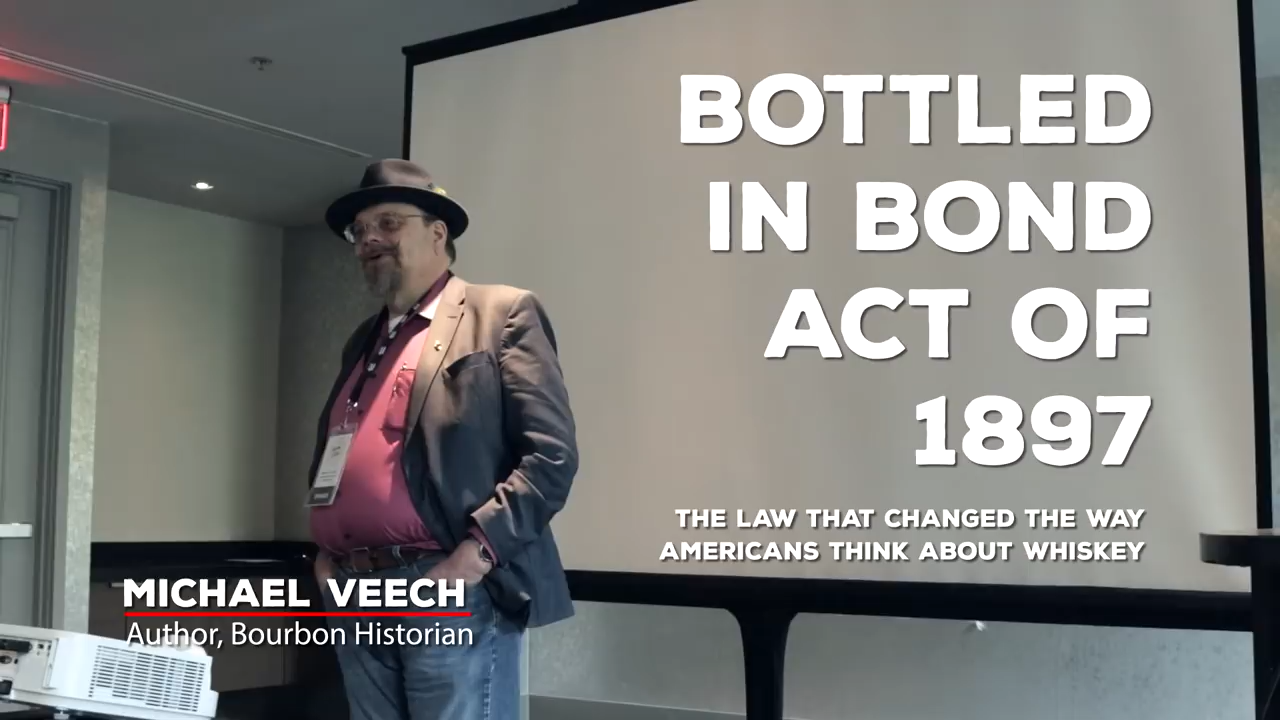 BOTTLED
IN BOND
ACT OF
1897
THE LAW THAT CHANGED THE WAY
AMERICANS THINK ABOUT WHISKEY
MICHAEL VEECH
Author, Bourbon Historian